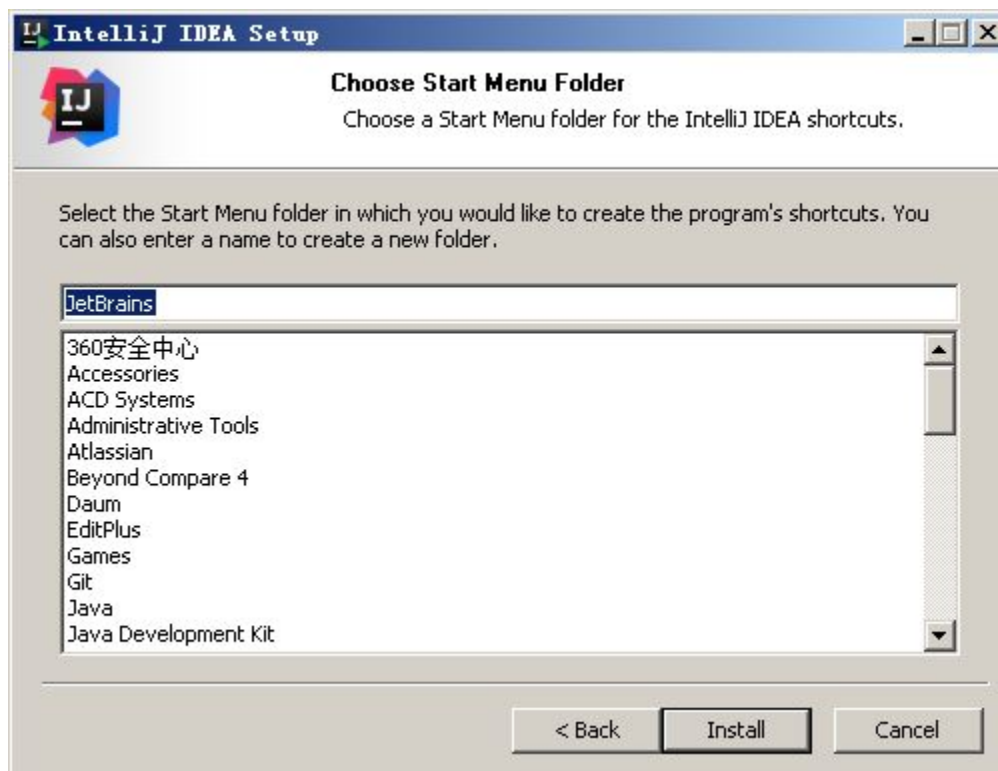 IntelliJ IDEA Setup
IJ
Choose Start Menu Folder
Choose a Start Menu folder for the IntelliJ IDEA shortcuts.
Select the Start Menu folder in which you would like to create the program's shortcuts. You
can also enter a name to create a new folder.
JetBrains
360安全中心
Accessories
ACD Systems
Administrative Tools
Atlassian
Beyond Compare 4
Daum
EditPlus
Games
Git
Java
Java Development Kit
< Back Install Cancel